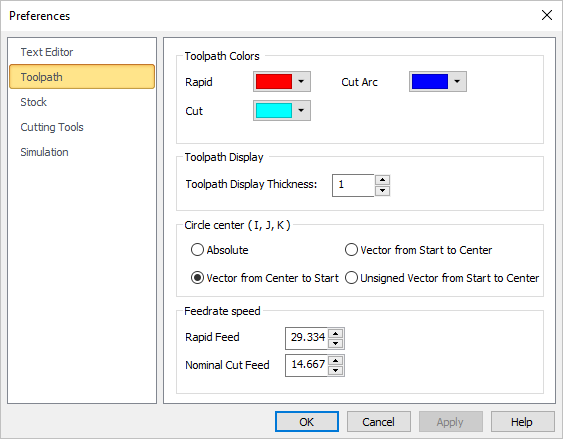 Preferences
Text Editor
Toolpath
Stock
Cutting Tools
Simulation
Toolpath Colors
Rapid
Cut Arc
Cut
Toolpath Display
Toolpath Display Thickness: 1
Circle center ( I, J, K )
Absolute
Vector from Start to Center
Vector from Center to Start
Unsigned Vector from Start to Center
Feedrate speed
Rapid Feed 29.334
Nominal Cut Feed 14.667
OK Cancel Apply Help